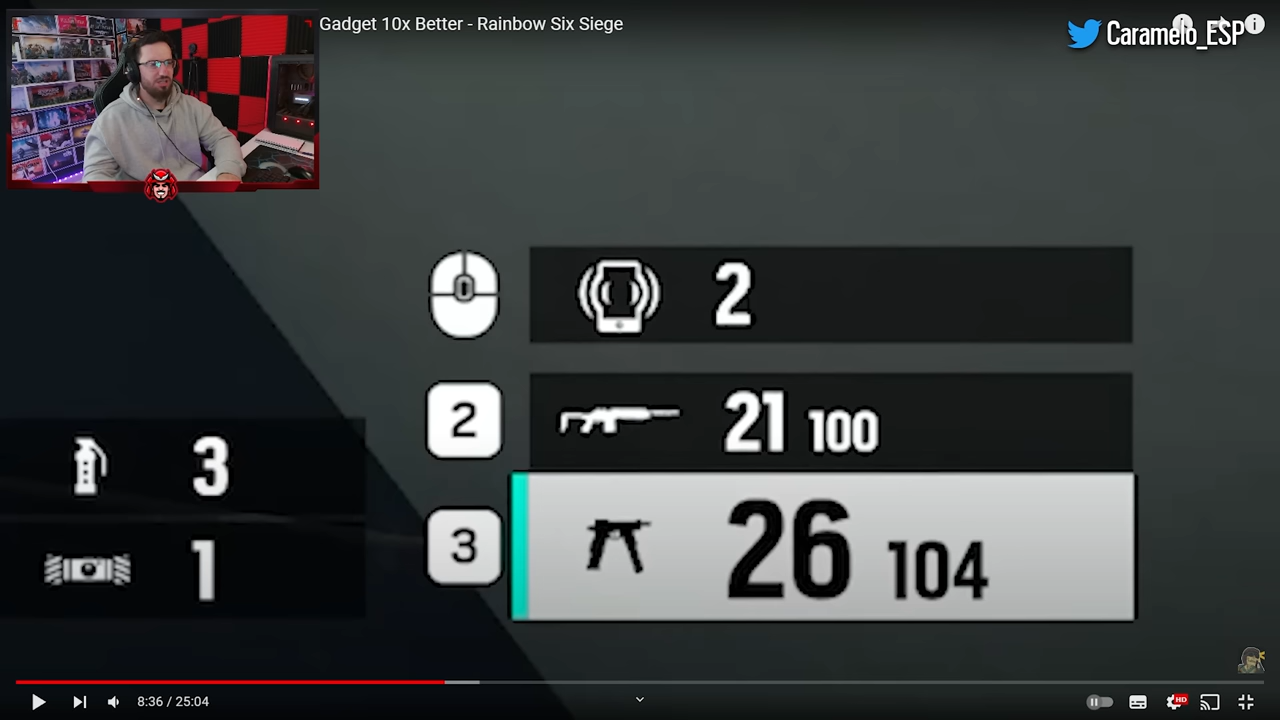 Gadget 10x Better - Rainbow Six Siege
Caramelo_ESP
2
2
21 100
3
3
26 104
1
8:36 / 25:04
HD